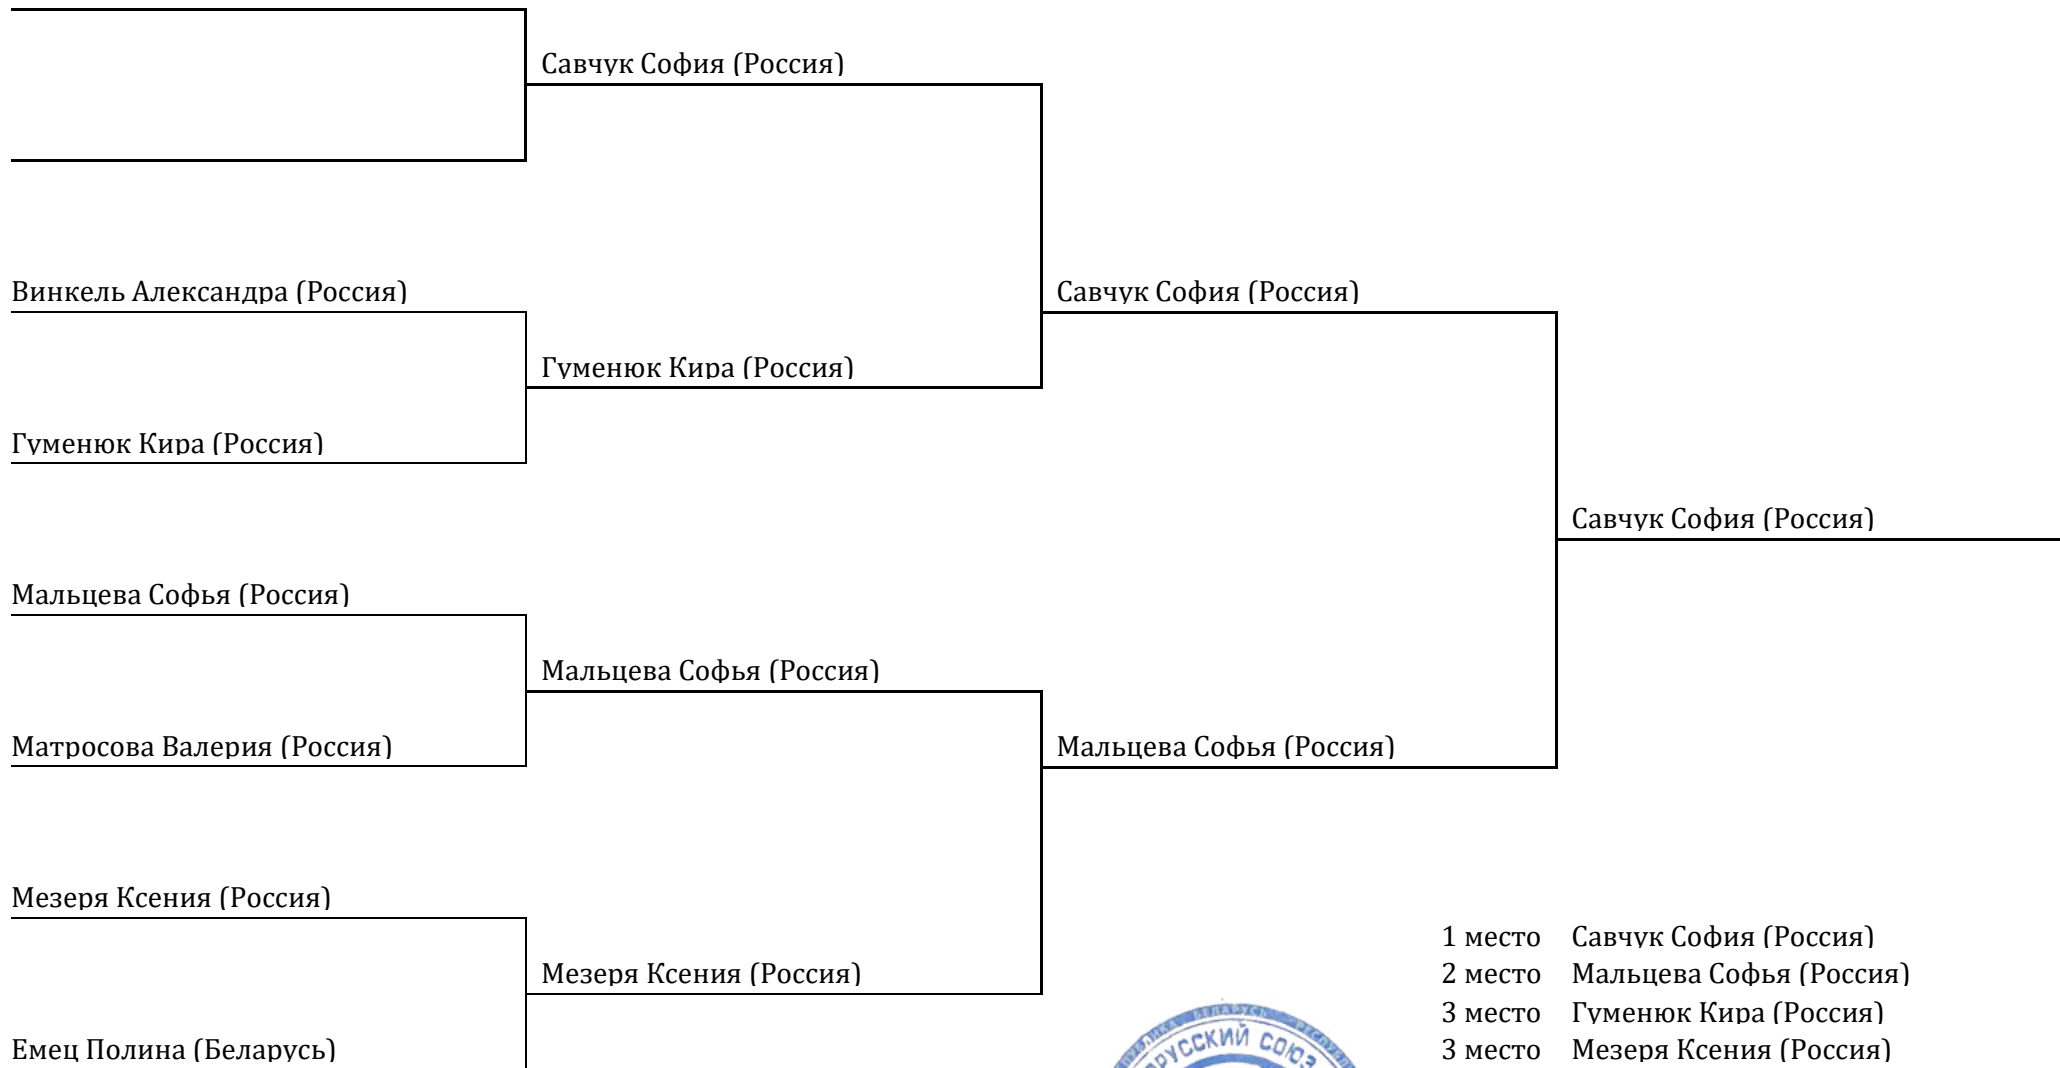 Савчук София (Россия)
Винкель Александра (Россия)
Савчук София (Россия)
Гуменюк Кира (Россия)
Гуменюк Кира (Россия)
Савчук София (Россия)
Мальцева Софья (Россия)
Мальцева Софья (Россия)
Матросова Валерия (Россия)
Мальцева Софья (Россия)
Мезеря Ксения (Россия)
1 место Савчук София (Россия)
Мезеря Ксения (Россия)
2 место Мальцева Софья (Россия)
3 место Гуменюк Кира (Россия)
Емец Полина (Беларусь)
3 место Мезеря Ксения (Россия)
БЕЛАРУСЬ
СОЮЗ